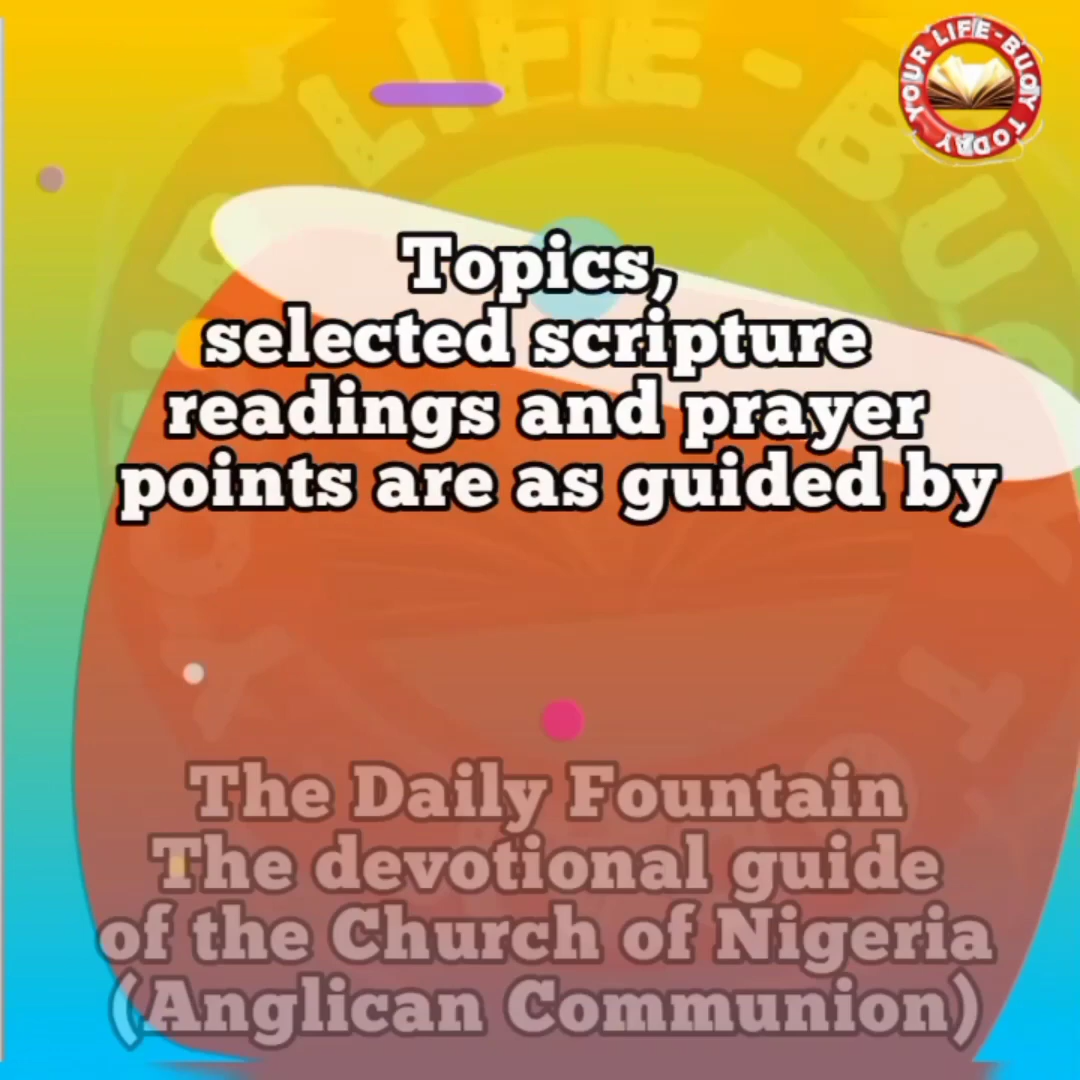 YOUR LIFE-BUOY TODAY
Topics,
selected scripture
readings and prayer
points are as guided by
The Daily Fountain
The devotional guide
of the Church of Nigeria
(Anglican Communion)